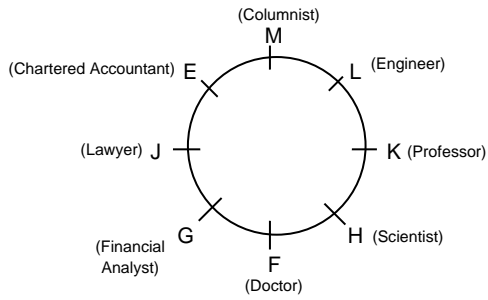 (Columnist)
M
(Chartered Accountant) E
L (Engineer)
(Lawyer) J
K (Professor)
G
(Financial
Analyst)
H (Scientist)
F
(Doctor)